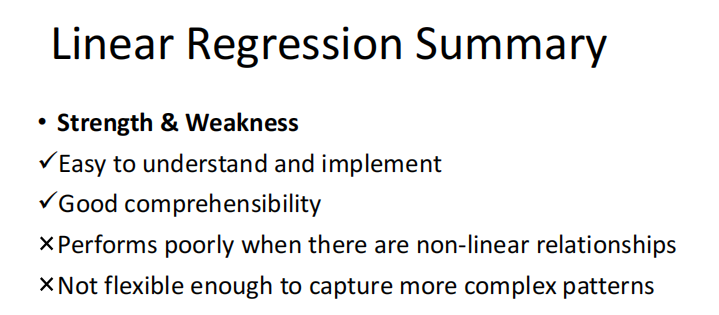 Linear Regression Summary
• Strength & Weakness
✓Easy to understand and implement
✓Good comprehensibility
×Performs poorly when there are non-linear relationships
×Not flexible enough to capture more complex patterns